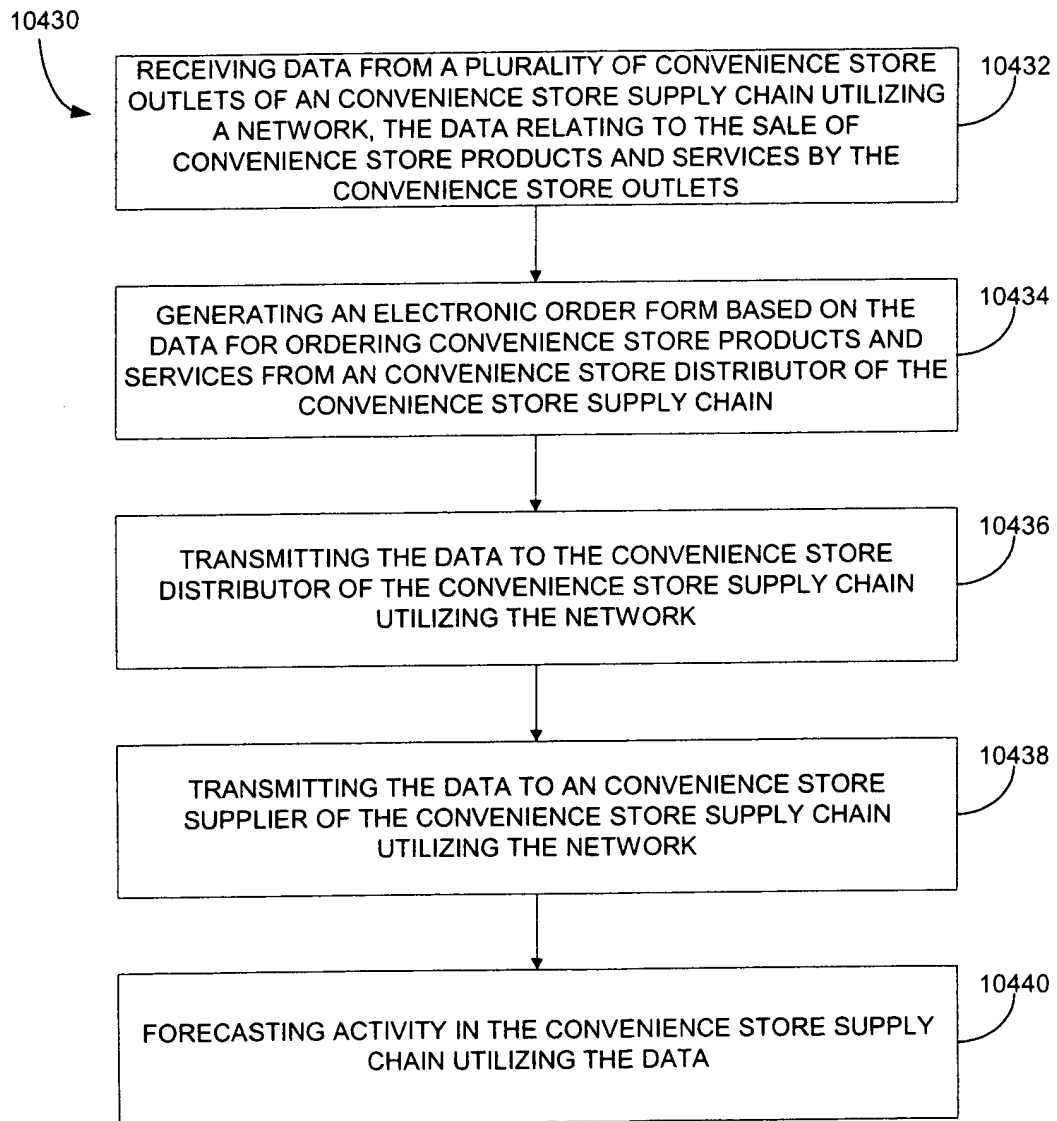 10430
RECEIVING DATA FROM A PLURALITY OF CONVENIENCE STORE
OUTLETS OF AN CONVENIENCE STORE SUPPLY CHAIN UTILIZING
A NETWORK, THE DATA RELATING TO THE SALE OF
CONVENIENCE STORE PRODUCTS AND SERVICES BY THE
CONVENIENCE STORE OUTLETS
10432
GENERATING AN ELECTRONIC ORDER FORM BASED ON THE
DATA FOR ORDERING CONVENIENCE STORE PRODUCTS AND
SERVICES FROM AN CONVENIENCE STORE DISTRIBUTOR OF THE
CONVENIENCE STORE SUPPLY CHAIN
10434
TRANSMITTING THE DATA TO THE CONVENIENCE STORE
DISTRIBUTOR OF THE CONVENIENCE STORE SUPPLY CHAIN
UTILIZING THE NETWORK
10436
TRANSMITTING THE DATA TO AN CONVENIENCE STORE
SUPPLIER OF THE CONVENIENCE STORE SUPPLY CHAIN
UTILIZING THE NETWORK
10438
FORECASTING ACTIVITY IN THE CONVENIENCE STORE SUPPLY
CHAIN UTILIZING THE DATA
10440